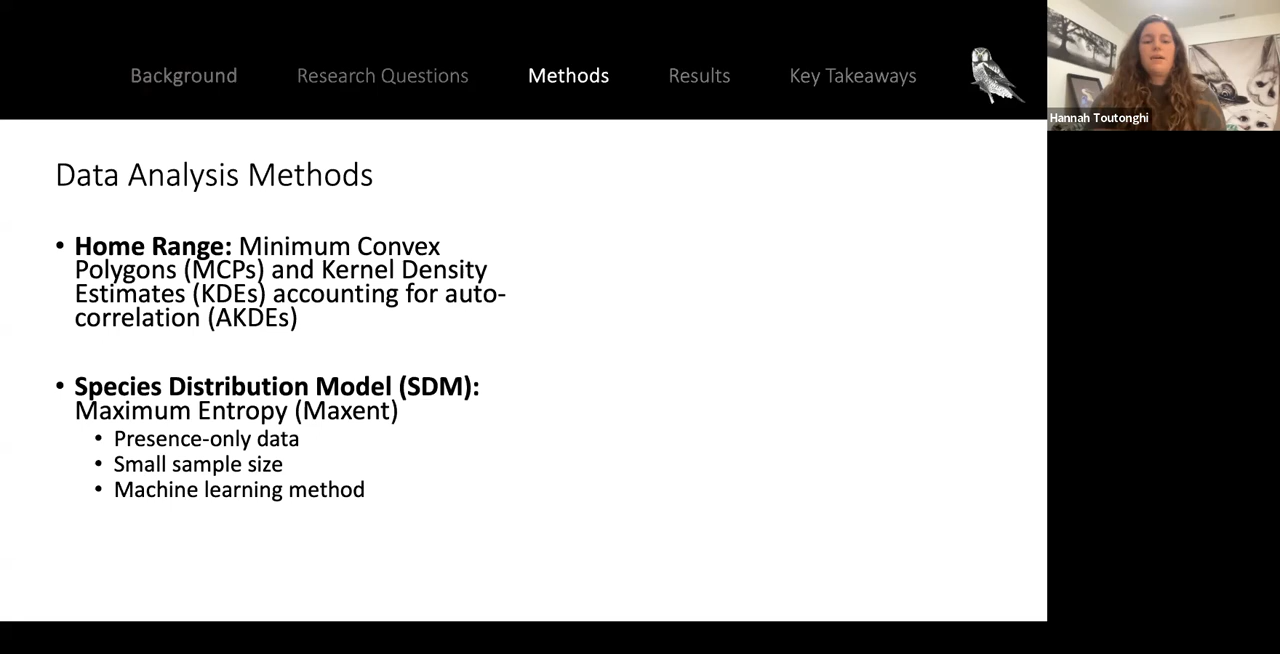 Background Research Questions Methods Results Key Takeaways
Hannah Toutonghi
Data Analysis Methods
• Home Range: Minimum Convex
Polygons (MCPs) and Kernel Density
Estimates (KDEs) accounting for auto-
correlation (AKDEs)
• Species Distribution Model (SDM):
Maximum Entropy (Maxent)
• Presence-only data
• Small sample size
• Machine learning method